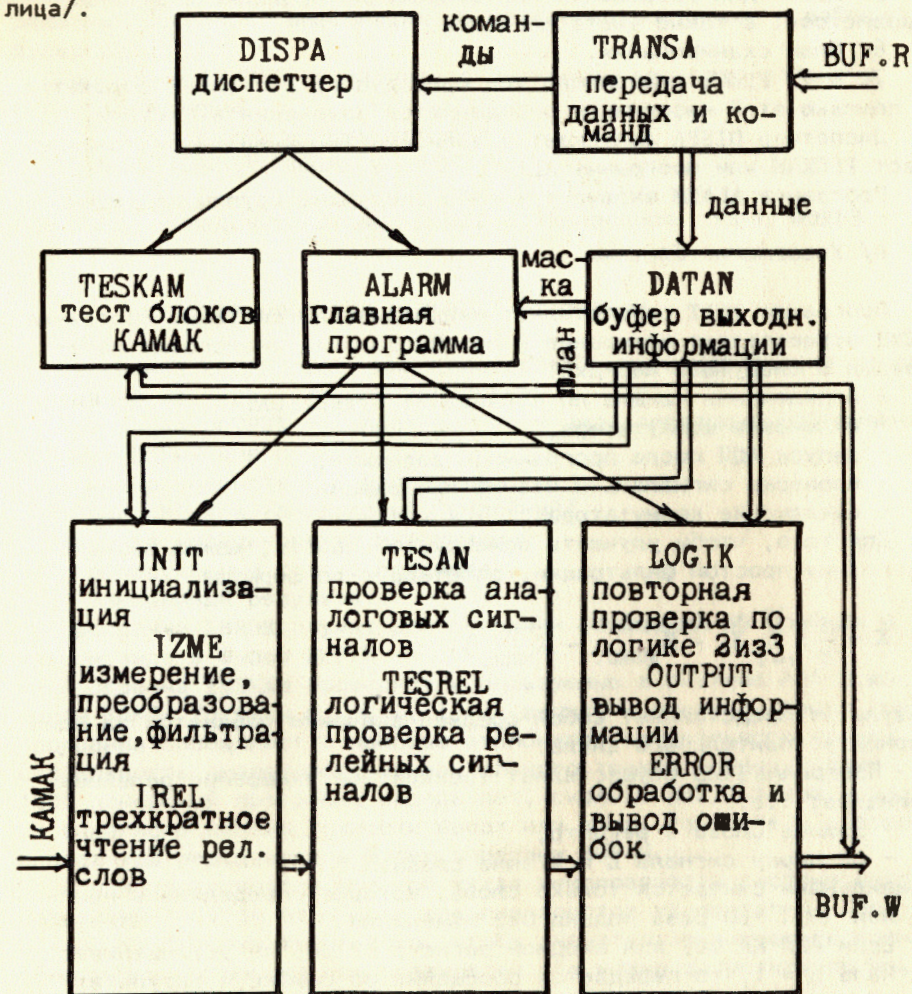 лица/.
DISPA
диспетчер
коман-
ды
TRANSA
передача
данных и ко-
манд
BUF.R
данные
TESKAM
тест блоков
КАМАК
ALARM
главная
программа
мас-
ка
план
DATAN
буфер выходн.
информации
INIT
инициализа-
ция
IZME
измерение,
преобразова-
ние,фильтра-
ция
IREL
трехкратное
чтение рел.
слов
TESAN
проверка ана-
логовых сиг-
налов
TESREL
логическая
проверка ре-
лейных сиг-
налов
LOGIK
повторная
проверка по
логике 2из3
OUTPUT
вывод инфор-
мации
ERROR
обработка и
вывод оши-
бок
КАМАК
BUF.W